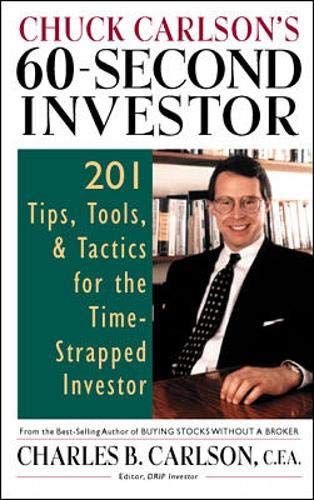 CHUCK CARLSON'S
60-SECOND
INVESTOR
201
Tips, Tools,
& Tactics
for the
Time-
Strapped
Investor
From the Best-Selling Author of BUYING STOCKS WITHOUT A BROKER
CHARLES B. CARLSON, C.F.A.
Editor, DRIP Investor